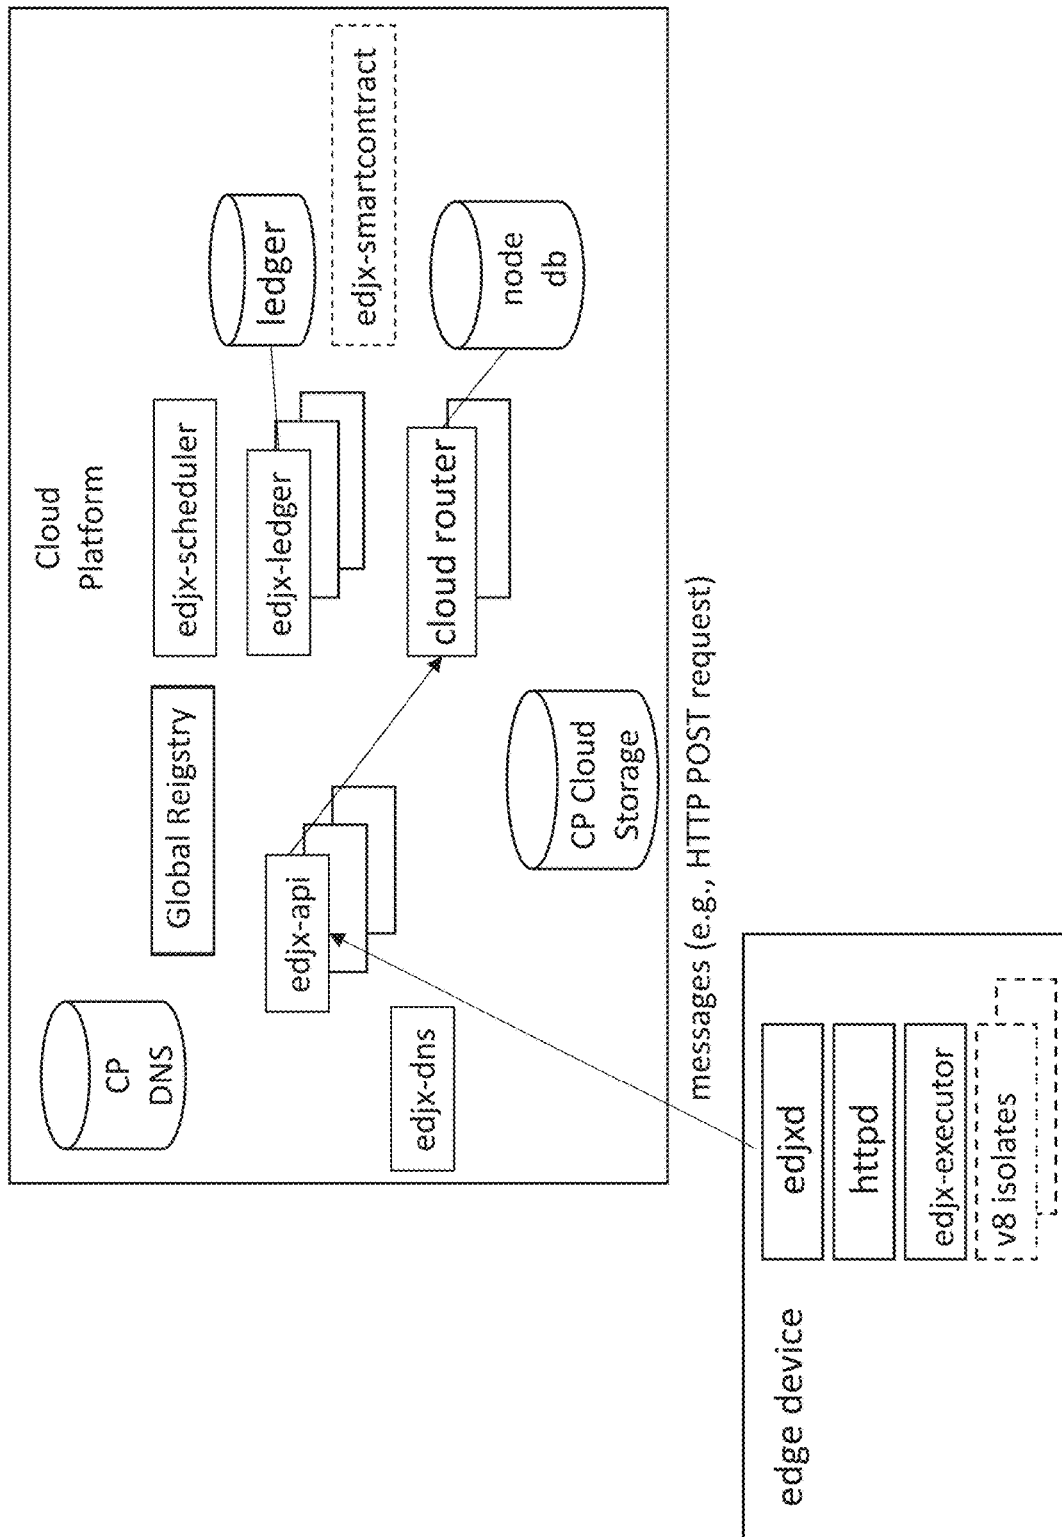 Cloud
Platform
CP
DNS
Global Reigstry
edjx-scheduler
edjx-ledger
ledger
edjx-api
edjx-smartcontract
edjx-dns
cloud router
node
db
CP Cloud
Storage
messages (e.g., HTTP POST request)
edge device
edjxd
httpd
edjx-executor
v8 isolates